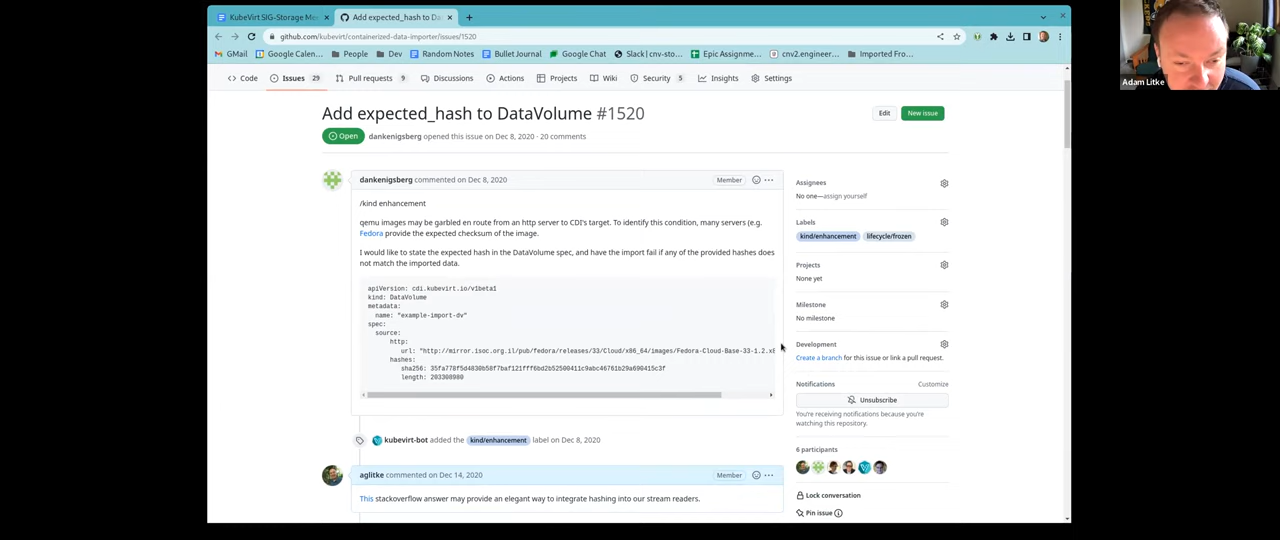 KubeVirt SIG-Storage Mee
Add expected_hash to Da
github.com/kubevirt/containerized-data-importer/issues/1520
GMail
Google Calen...
People
Dev
Random Notes
Bullet Journal
Google Chat
Slack | cnv-sto...
Epic Assignme...
cnv2.engineer...
Imported Fro...
Code
Issues 29
Pull requests 9
Discussions
Actions
Projects
Wiki
Security 5
Insights
Settings
Add expected_hash to DataVolume #1520
Edit
New issue
Open
dankenigsberg opened this issue on Dec 8, 2020 · 20 comments
dankenigsberg commented on Dec 8, 2020
Member
/kind enhancement
qemu images may be garbled en route from an http server to CDI's target. To identify this condition, many servers (e.g.
Fedora provide the expected checksum of the image.
I would like to state the expected hash in the DataVolume spec, and have the import fail if any of the provided hashes does
not match the imported data.
apiVersion: cdi.kubevirt.io/v1beta1
kind: DataVolume
metadata:
name: "example-import-dv"
spec:
source:
http:
url: "http://mirror.isoc.org.il/pub/fedora/releases/33/Cloud/x86_64/images/Fedora-Cloud-Base-33-1.2.x8
hashes:
sha256:
length: 203308980
kubevirt-bot added the kind/enhancement label on Dec 8, 2020
aglitke commented on Dec 14, 2020
Member
This stackoverflow answer may provide an elegant way to integrate hashing into our stream readers.
Assignees
No one—assign yourself
Labels
kind/enhancement
lifecycle/frozen
Projects
None yet
Milestone
No milestone
Development
Create a branch for this issue or link a pull request.
Notifications
Customize
Unsubscribe
You're receiving notifications because you're
watching this repository.
6 participants
Lock conversation
Pin issue
Adam Litke